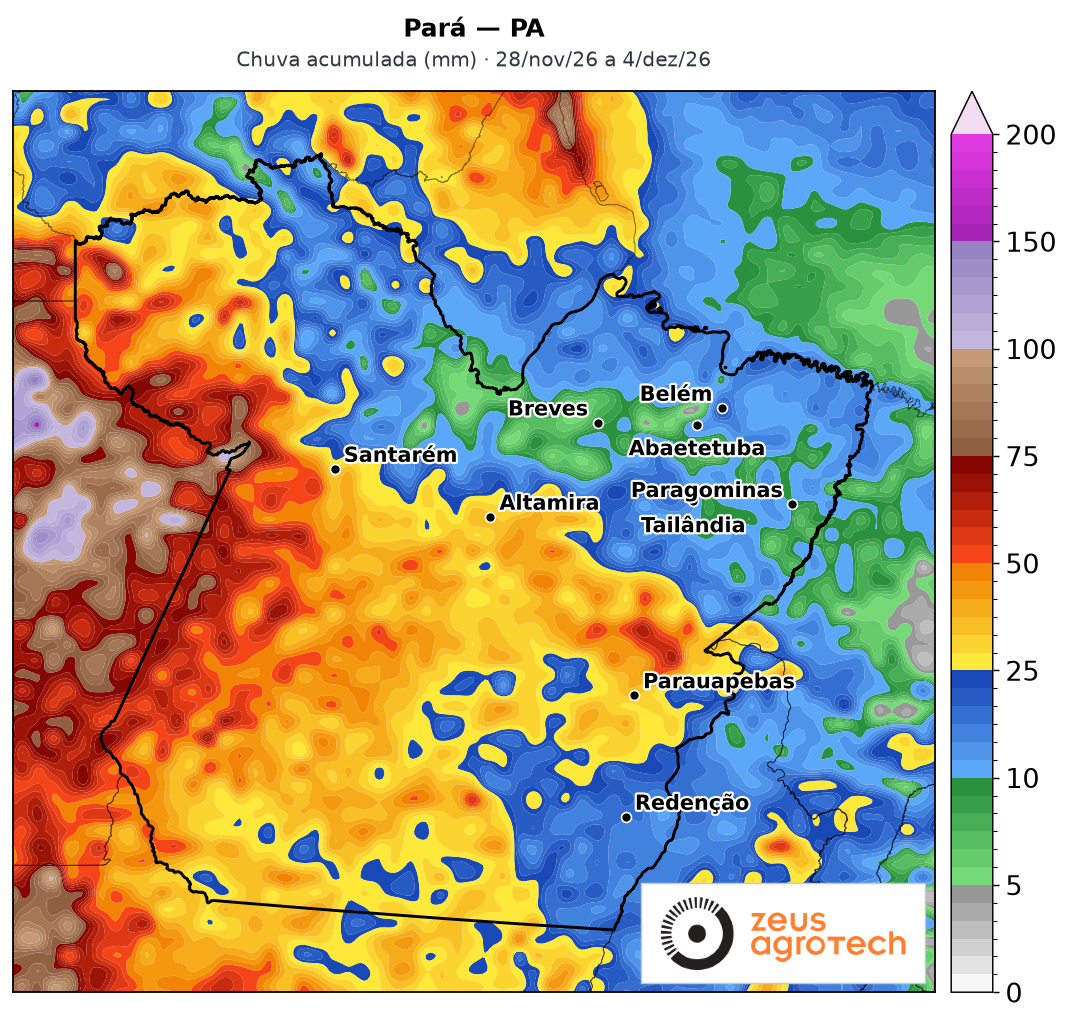 Pará — PA
Chuva acumulada (mm) · 28/nov/26 a 4/dez/26
200
150
100
75
50
25
10
5
0
Belém
Breves
Abaetetuba
Santarém
Paragominas
Altamira
Tailândia
Parauapebas
Redenção
zeus
agrotech